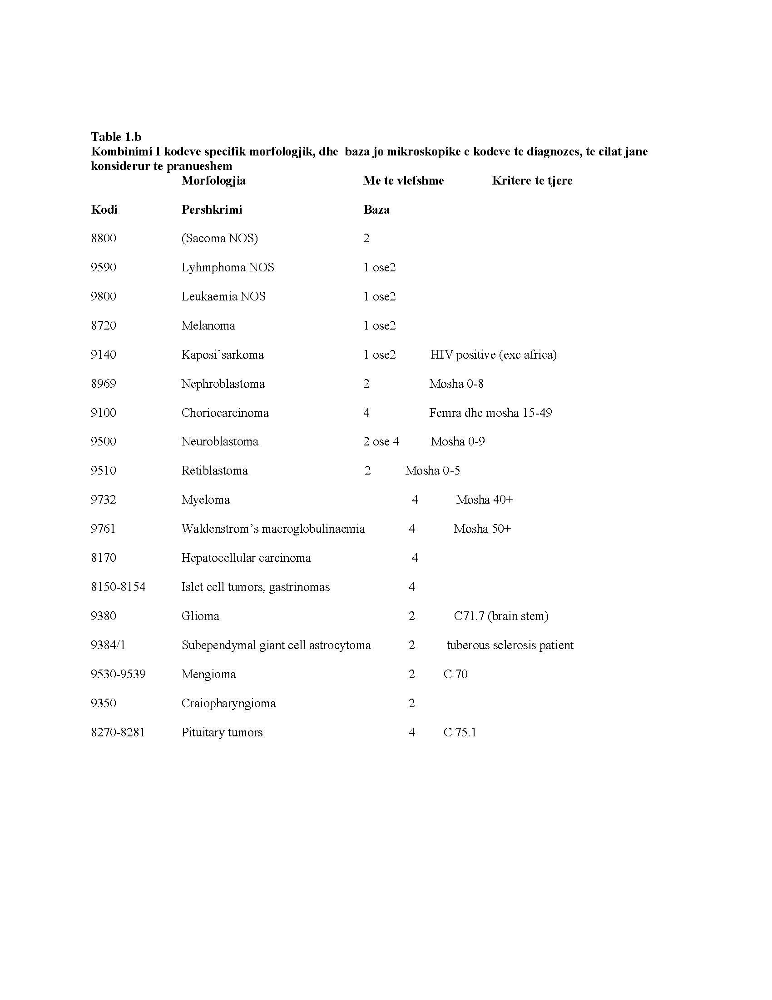 Table 1.b
Kombinimi I kodeve specifik morfologjik, dhe  baza jo mikroskopike e kodeve te diagnozes, te cilat jane
konsiderur te pranueshem
Morfologjia Me te vlefshme Kritere te tjere
Kodi Pershkrimi Baza
8800 (Sacoma NOS) 2
9590 Lyhmphoma NOS 1 ose2
9800 Leukaemia NOS 1 ose2
8720 Melanoma 1 ose2
9140 Kaposi’sarkoma 1 ose2 HIV positive (exc africa)
8969 Nephroblastoma 2 Mosha 0-8
9100 Choriocarcinoma 4 Femra dhe mosha 15-49
9500 Neuroblastoma 2 ose 4 Mosha 0-9
9510 Retiblastoma 2 Mosha 0-5
9732 Myeloma 4 Mosha 40+
9761 Waldenstrom’s macroglobulinaemia 4 Mosha 50+
8170 Hepatocellular carcinoma 4
8150-8154 Islet cell tumors, gastrinomas 4
9380 Glioma 2 C71.7 (brain stem)
9384/1 Subependymal giant cell astrocytoma 2 tuberous sclerosis patient
9530-9539 Mengioma 2 C 70
9350 Craiopharyngioma 2
8270-8281 Pituitary tumors 4 C 75.1